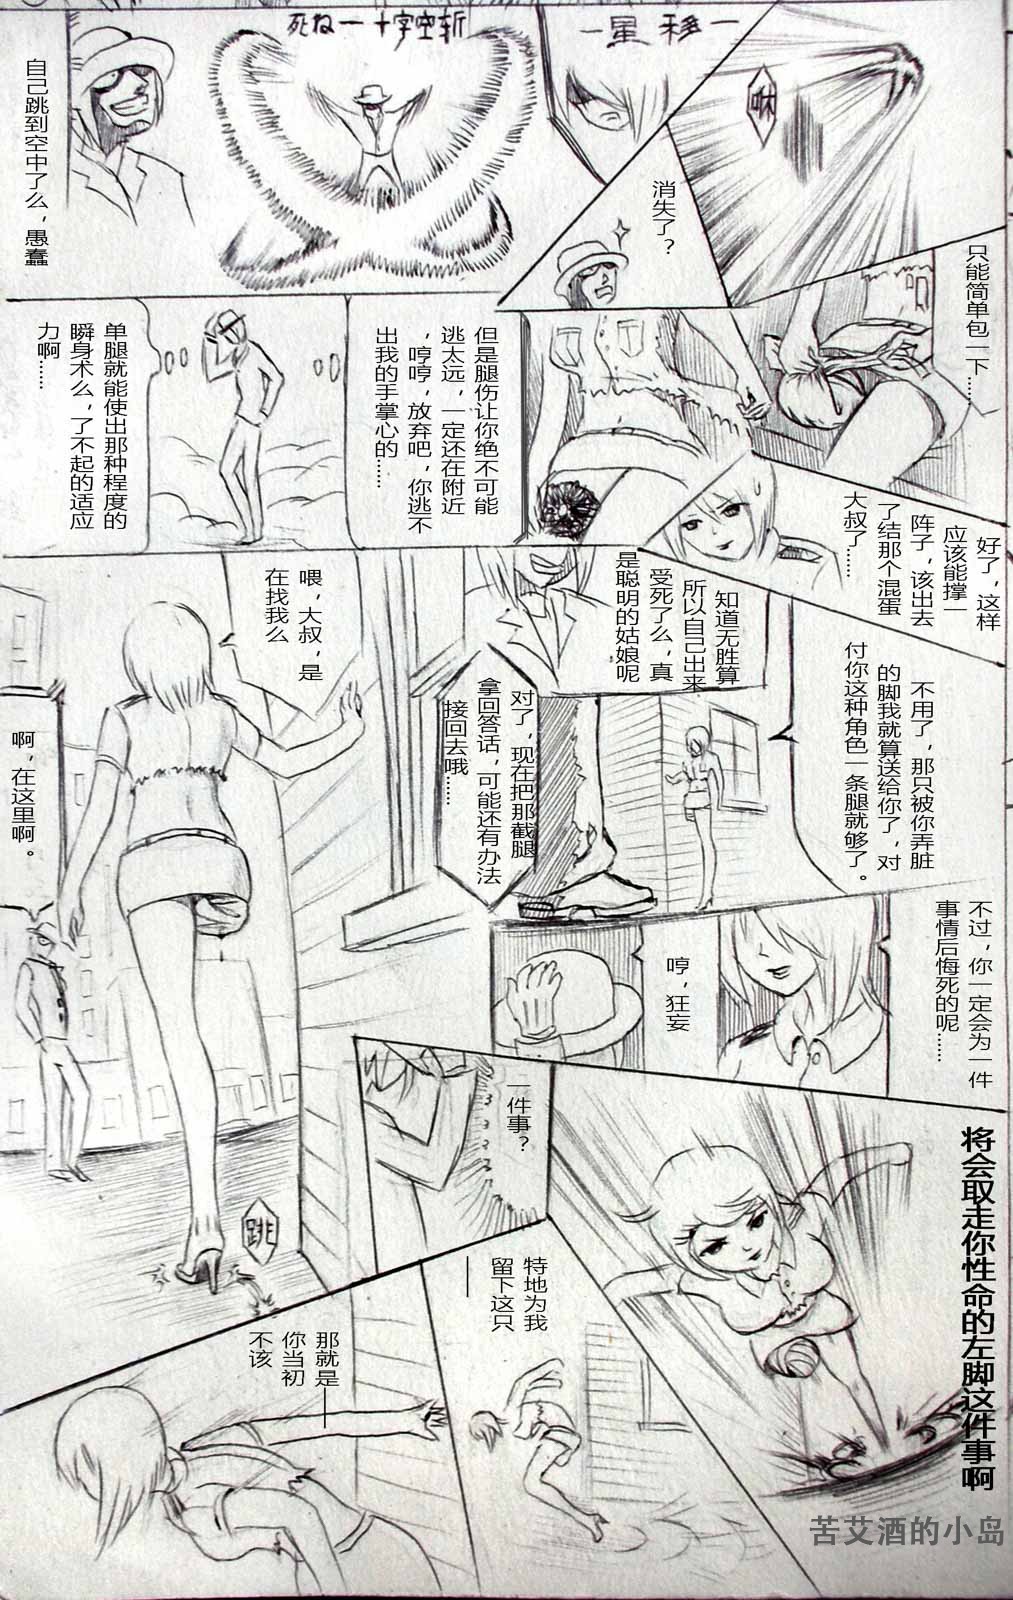 一星移一
死ね一十字空斩
自己跳到空中了么，愚蠢
咻
消失了？
只能简单包一下……
好了，这样
应该能撑一
阵子，该出去
了结那个混蛋
大叔了……
但是腿伤让你绝不可能
逃太远，一定还在附近
，哼哼，放弃吧，你逃不
出我的手掌心的……
单腿就能使出那种程度的
瞬身术么，了不起的适应
力啊……
喂，大叔，是
在找我么
啊，在这里啊。
跳
知道无胜算
所以自己出来
受死了么，真
是聪明的姑娘呢
对了，现在把那截腿
拿回答话，可能还有办法
接回去哦……
不用了，那只被你弄脏
的脚我就算送给你了，对
付你这种角色一条腿就够了。
不过，你一定会为一件
事情后悔死的呢……
哼，狂妄
一件事？
那就是——
你当初
不该
特地为我
留下这只
——
将会取走你性命的左脚这件事啊
苦艾酒的小岛